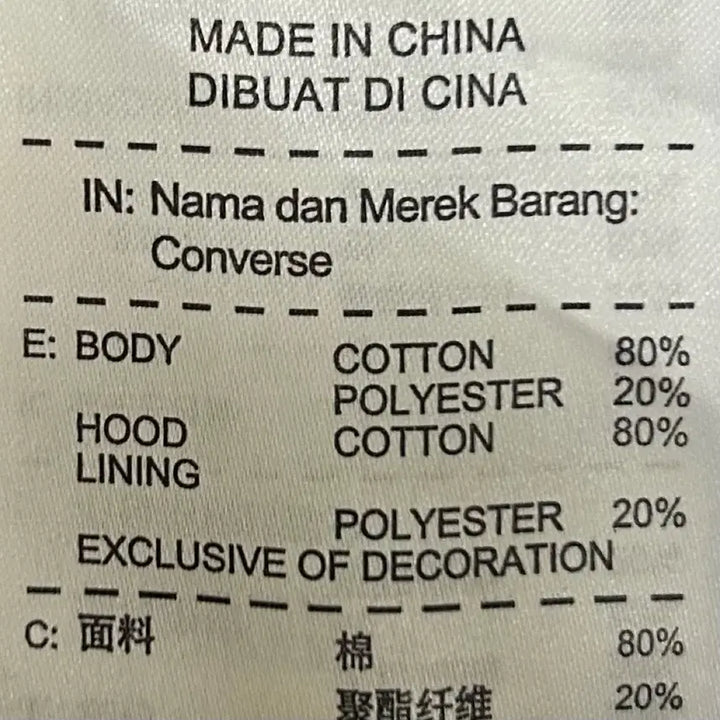 MADE IN CHINA
DIBUAT DI CINA
IN: Nama dan Merek Barang:
Converse
E: BODY COTTON 80%
POLYESTER 20%
HOOD COTTON 80%
LINING
POLYESTER 20%
EXCLUSIVE OF DECORATION
C: 面料 棉 80%
聚酯纤维 20%